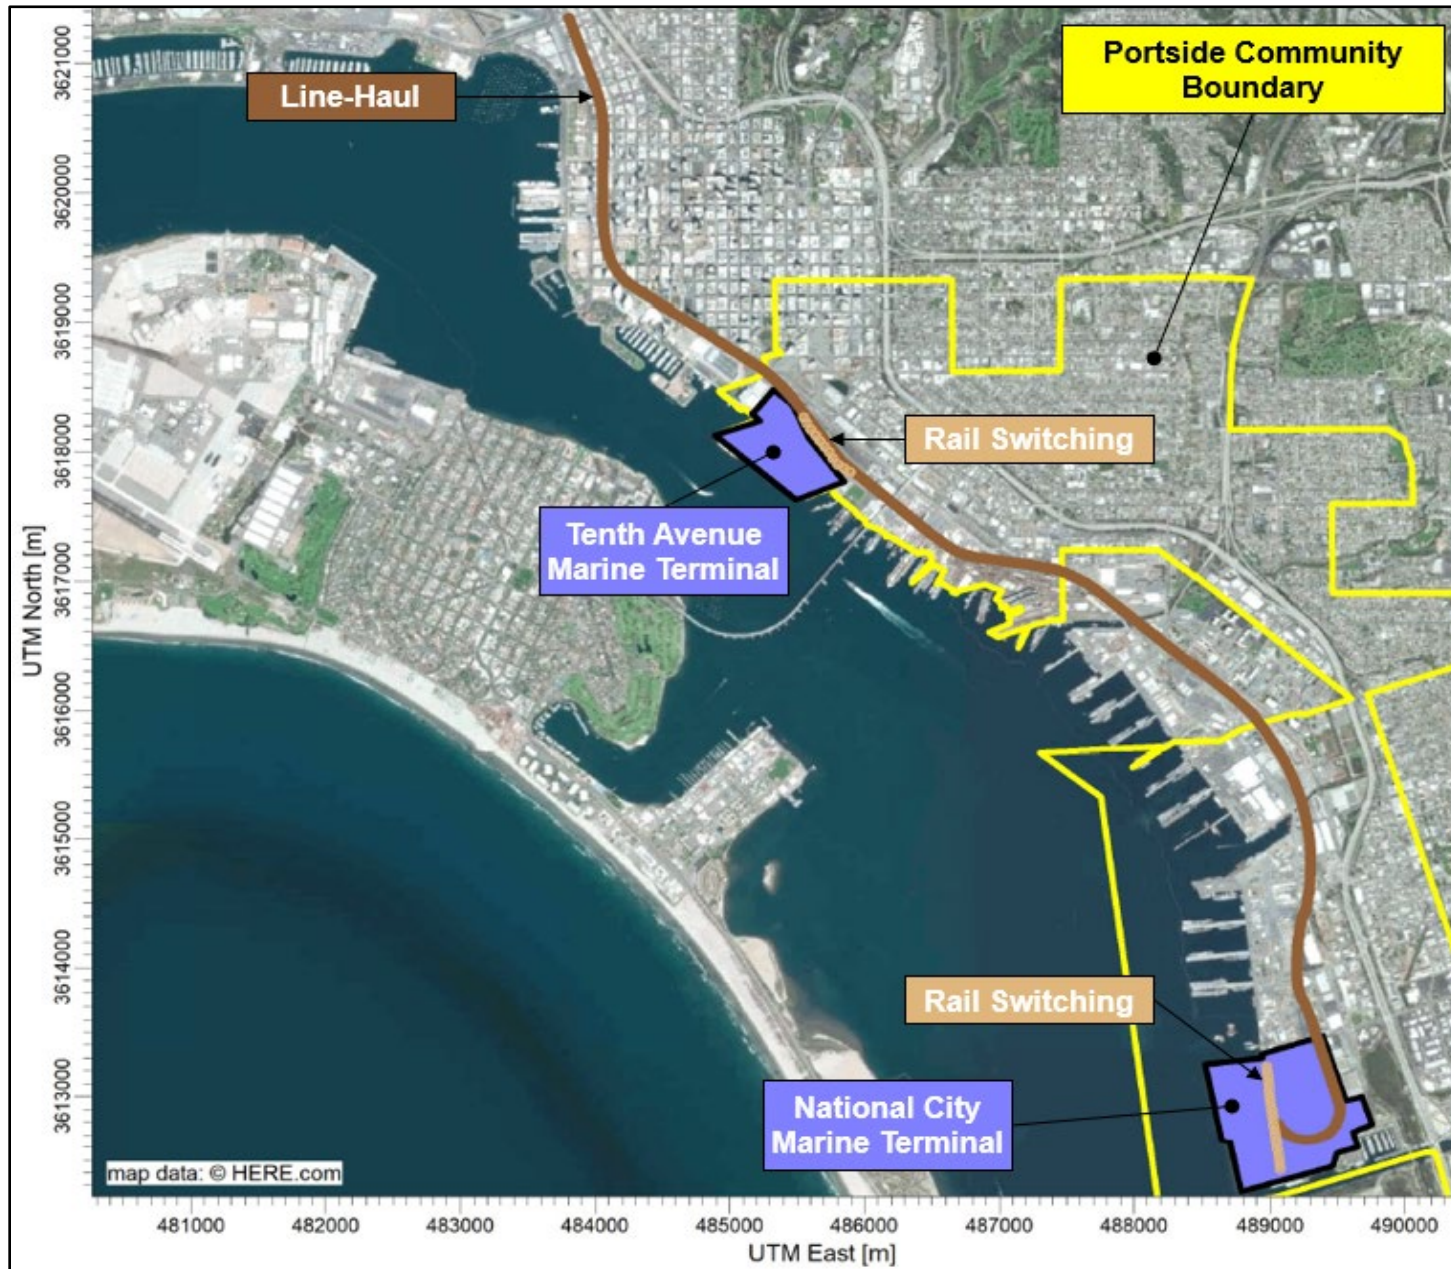 Portside Community
Boundary
Line-Haul
Rail Switching
Tenth Avenue
Marine Terminal
Rail Switching
National City
Marine Terminal
map data: © HERE.com
UTM North [m]
3621000
3620000
3619000
3618000
3617000
3616000
3615000
3614000
3613000
481000 482000 483000 484000 485000 486000 487000 488000 489000 490000
UTM East [m]